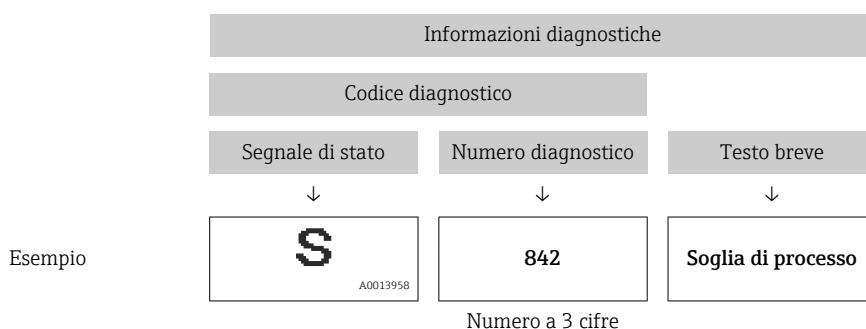 Informazioni diagnostiche
Codice diagnostico
Segnale di stato Numero diagnostico Testo breve
↓ ↓ ↓
Esempio S 842 Soglia di processo
A0013958
Numero a 3 cifre